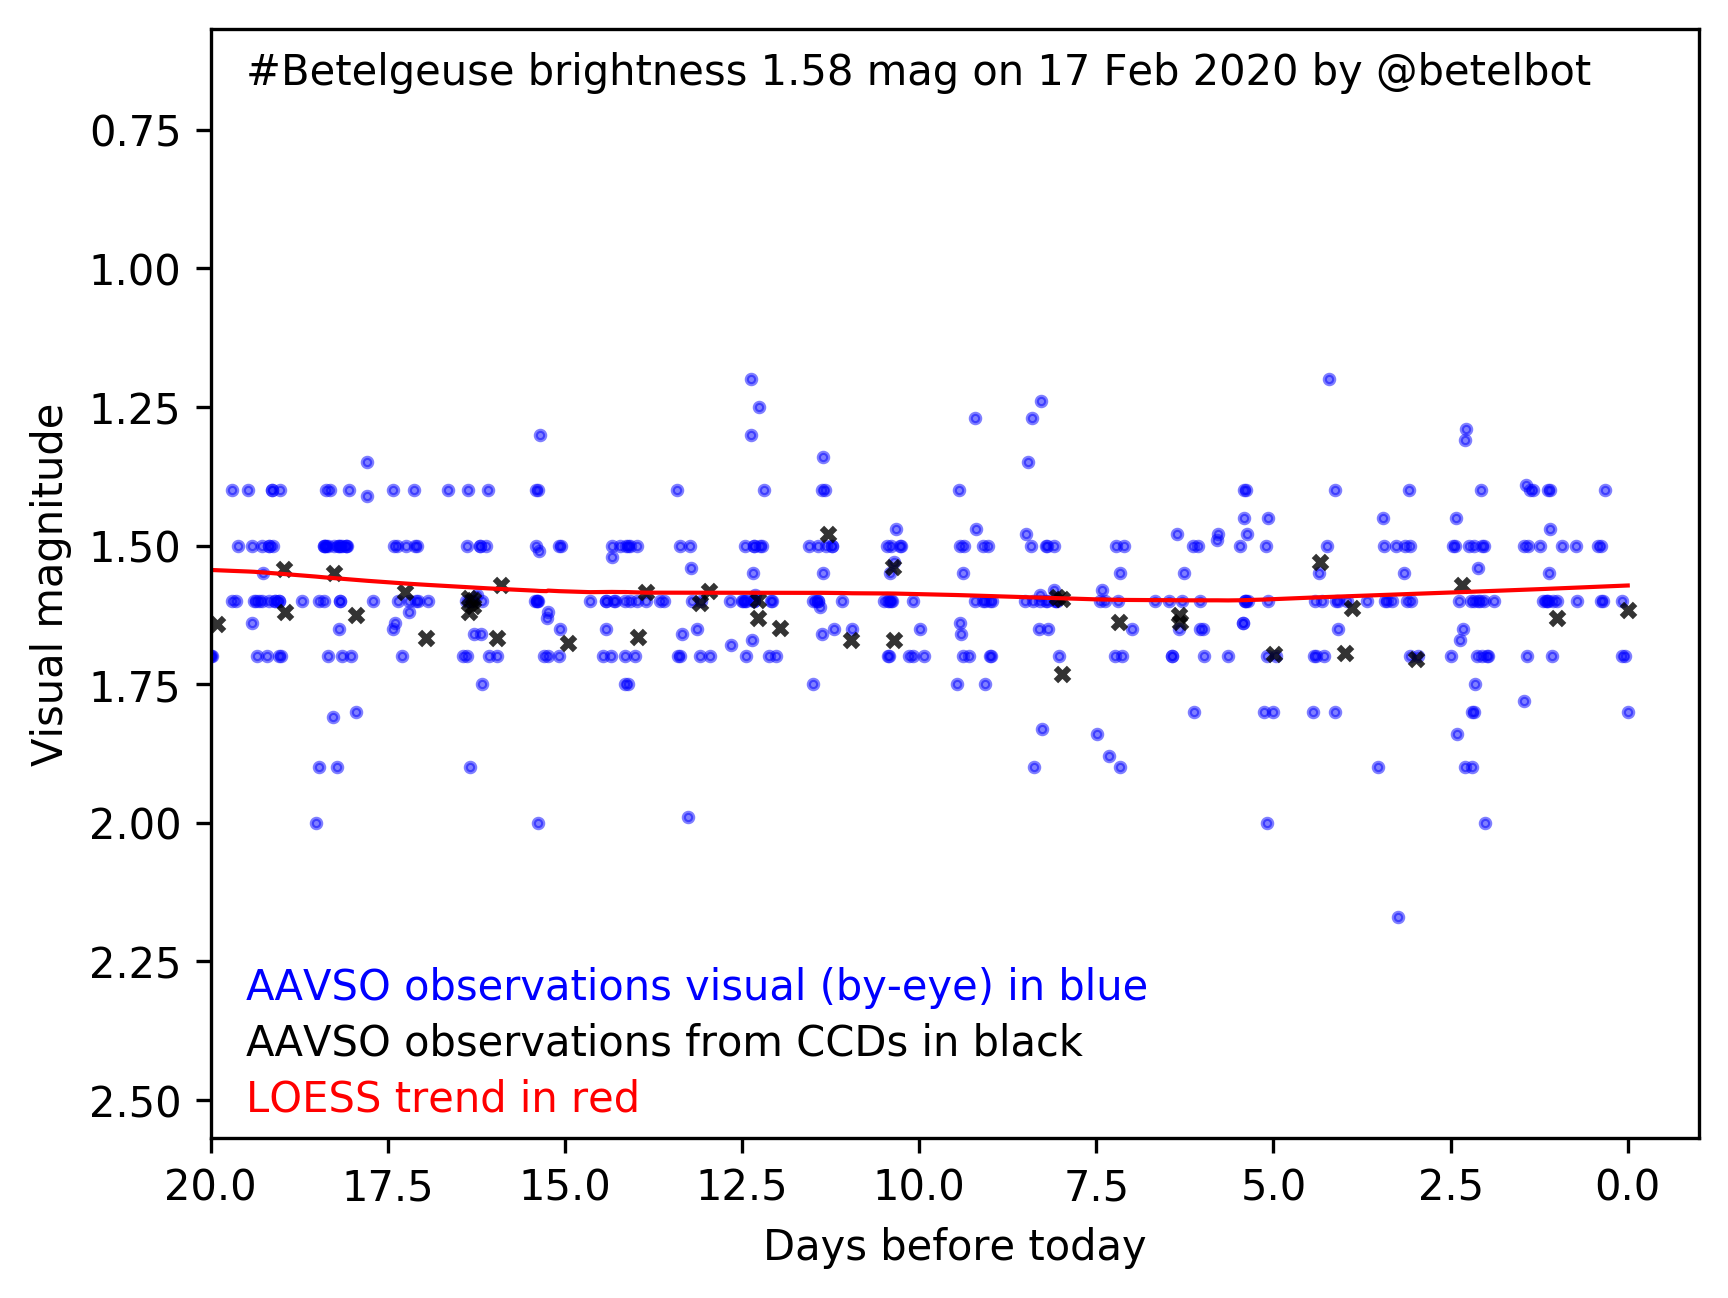 #Betelgeuse brightness 1.58 mag on 17 Feb 2020 by @betelbot
0.75
1.00
1.25
1.50
1.75
2.00
2.25
2.50
Visual magnitude
AAVSO observations visual (by-eye) in blue
AAVSO observations from CCDs in black
LOESS trend in red
20.0 17.5 15.0 12.5 10.0 7.5 5.0 2.5 0.0
Days before today